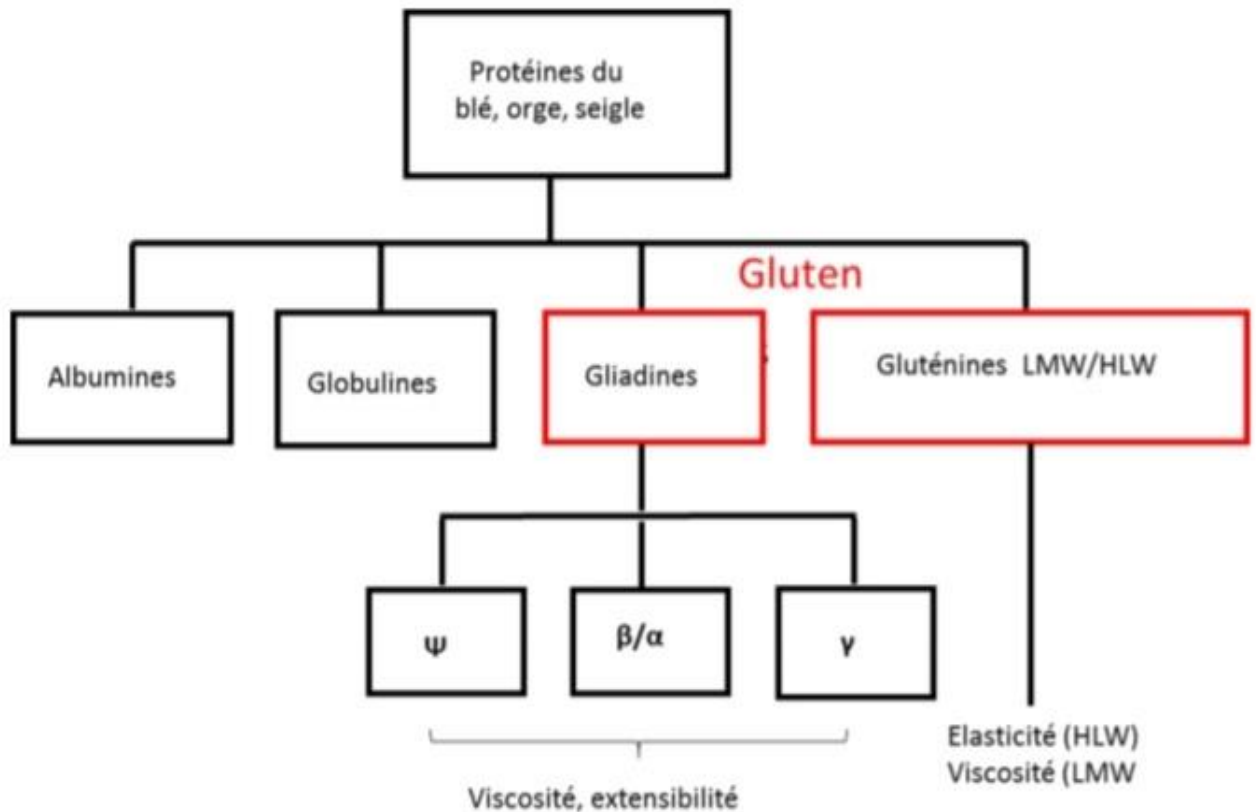 Protéines du
blé, orge, seigle
Gluten
Albumines
Globulines
Gliadines
Gluténines LMW/HLW
Ψ
β/α
γ
Elasticité (HLW)
Viscosité (LMW
Viscosité, extensibilité